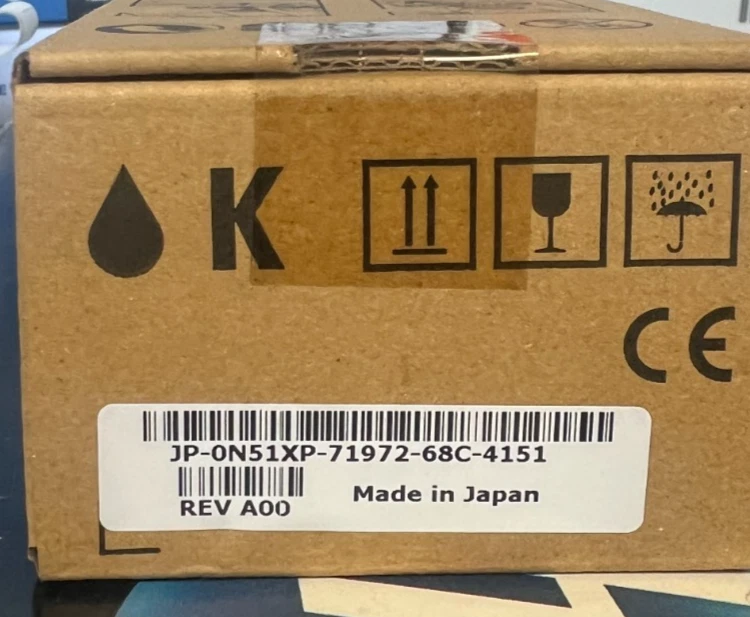 K
CE
JP-0N51XP-71972-68C-4151
REV A00
Made in Japan